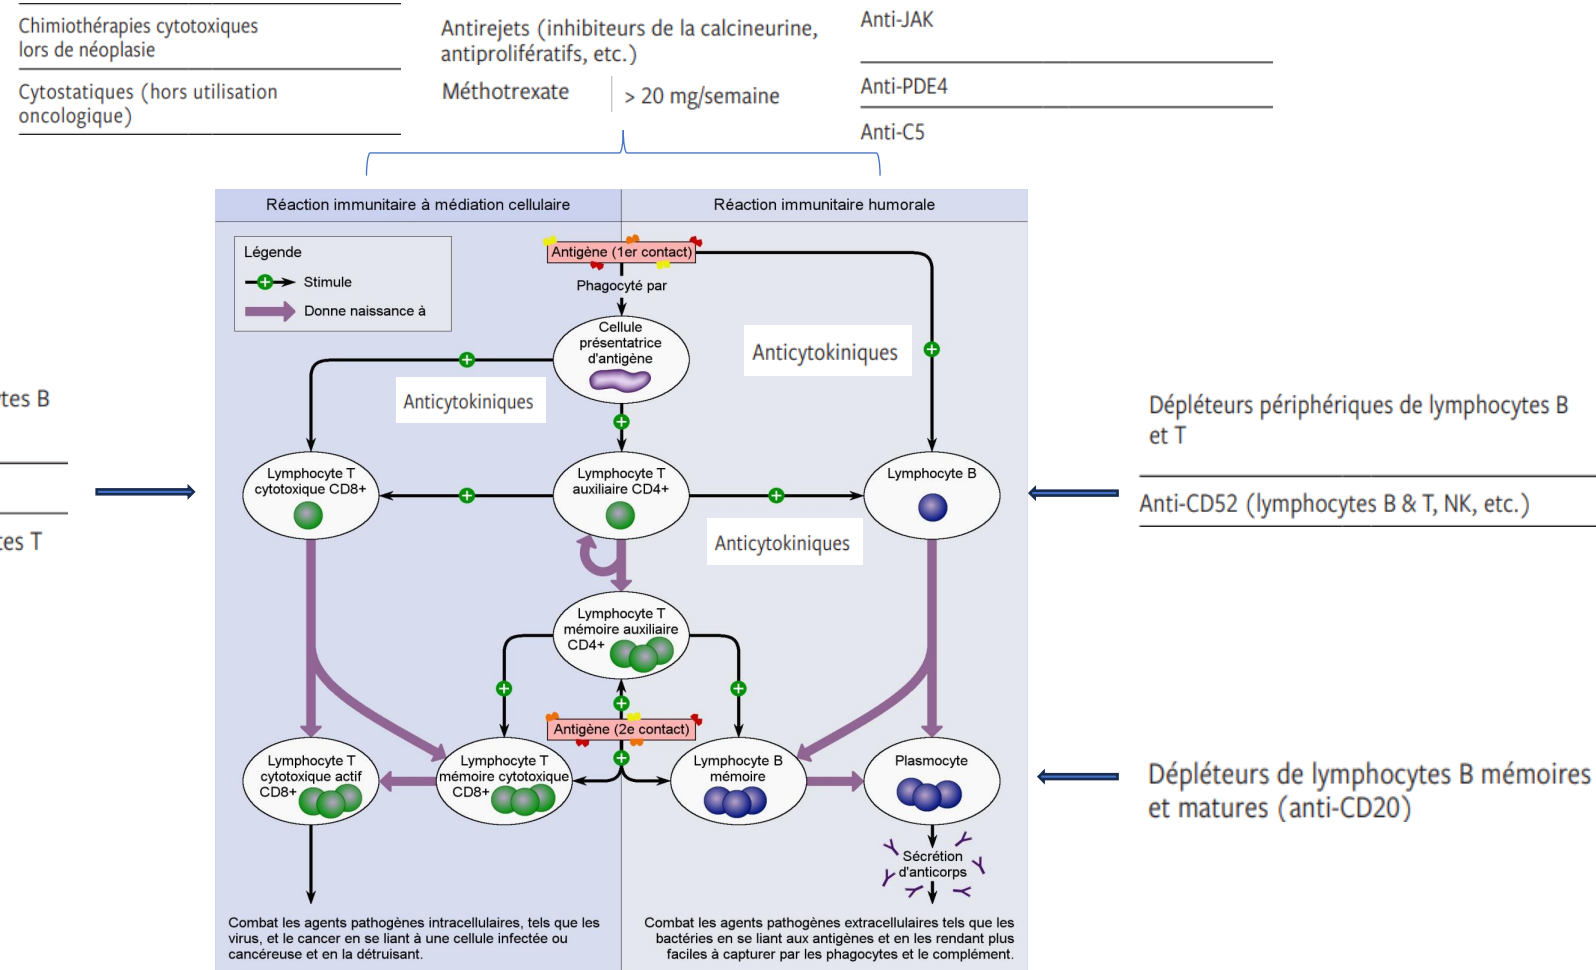 Chimiothérapies cytotoxiques
lors de néoplasie
Cytostatiques (hors utilisation
oncologique)
Antirejets (inhibiteurs de la calcineurine,
antiprolifératifs, etc.)
Méthotrexate > 20 mg/semaine
Anti-JAK
Anti-PDE4
Anti-C5
Réaction immunitaire à médiation cellulaire
Réaction immunitaire humorale
Légende
Stimule
Donne naissance à
Antigène (1er contact)
Phagocyté par
Cellule
présentatrice
d'antigène
Anticytokiniques
Anticytokiniques
B
T
Lymphocyte T
cytotoxique CD8+
Lymphocyte T
auxiliaire CD4+
Lymphocyte B
Anticytokiniques
Dépléteurs périphériques de lymphocytes B
et T
Anti-CD52 (lymphocytes B & T, NK, etc.)
Lymphocyte T
mémoire auxiliaire
CD4+
Antigène (2e contact)
Lymphocyte T
cytotoxique actif
CD8+
Lymphocyte T
mémoire cytotoxique
CD8+
Lymphocyte B
mémoire
Plasmocyte
Dépléteurs de lymphocytes B mémoires
et matures (anti-CD20)
Sécrétion
d'anticorps
Combat les agents pathogènes intracellulaires, tels que les
virus, et le cancer en se liant à une cellule infectée ou
cancéreuse et en la détruisant.
Combat les agents pathogènes extracellulaires tels que les
bactéries en se liant aux antigènes et en les rendant plus
faciles à capturer par les phagocytes et le complément.